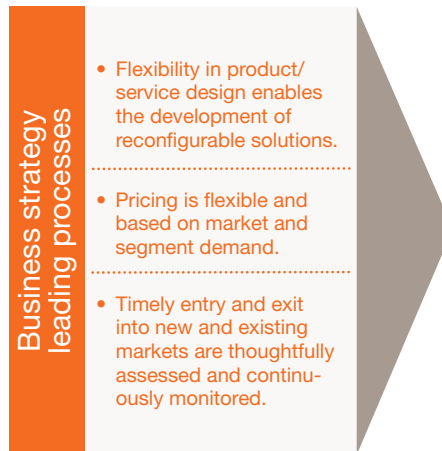 Business strategy
leading processes
• Flexibility in product/
service design enables
the development of
reconfigurable solutions.
• Pricing is flexible and
based on market and
segment demand.
• Timely entry and exit
into new and existing
markets are thoughtfully
assessed and continu-
ously monitored.